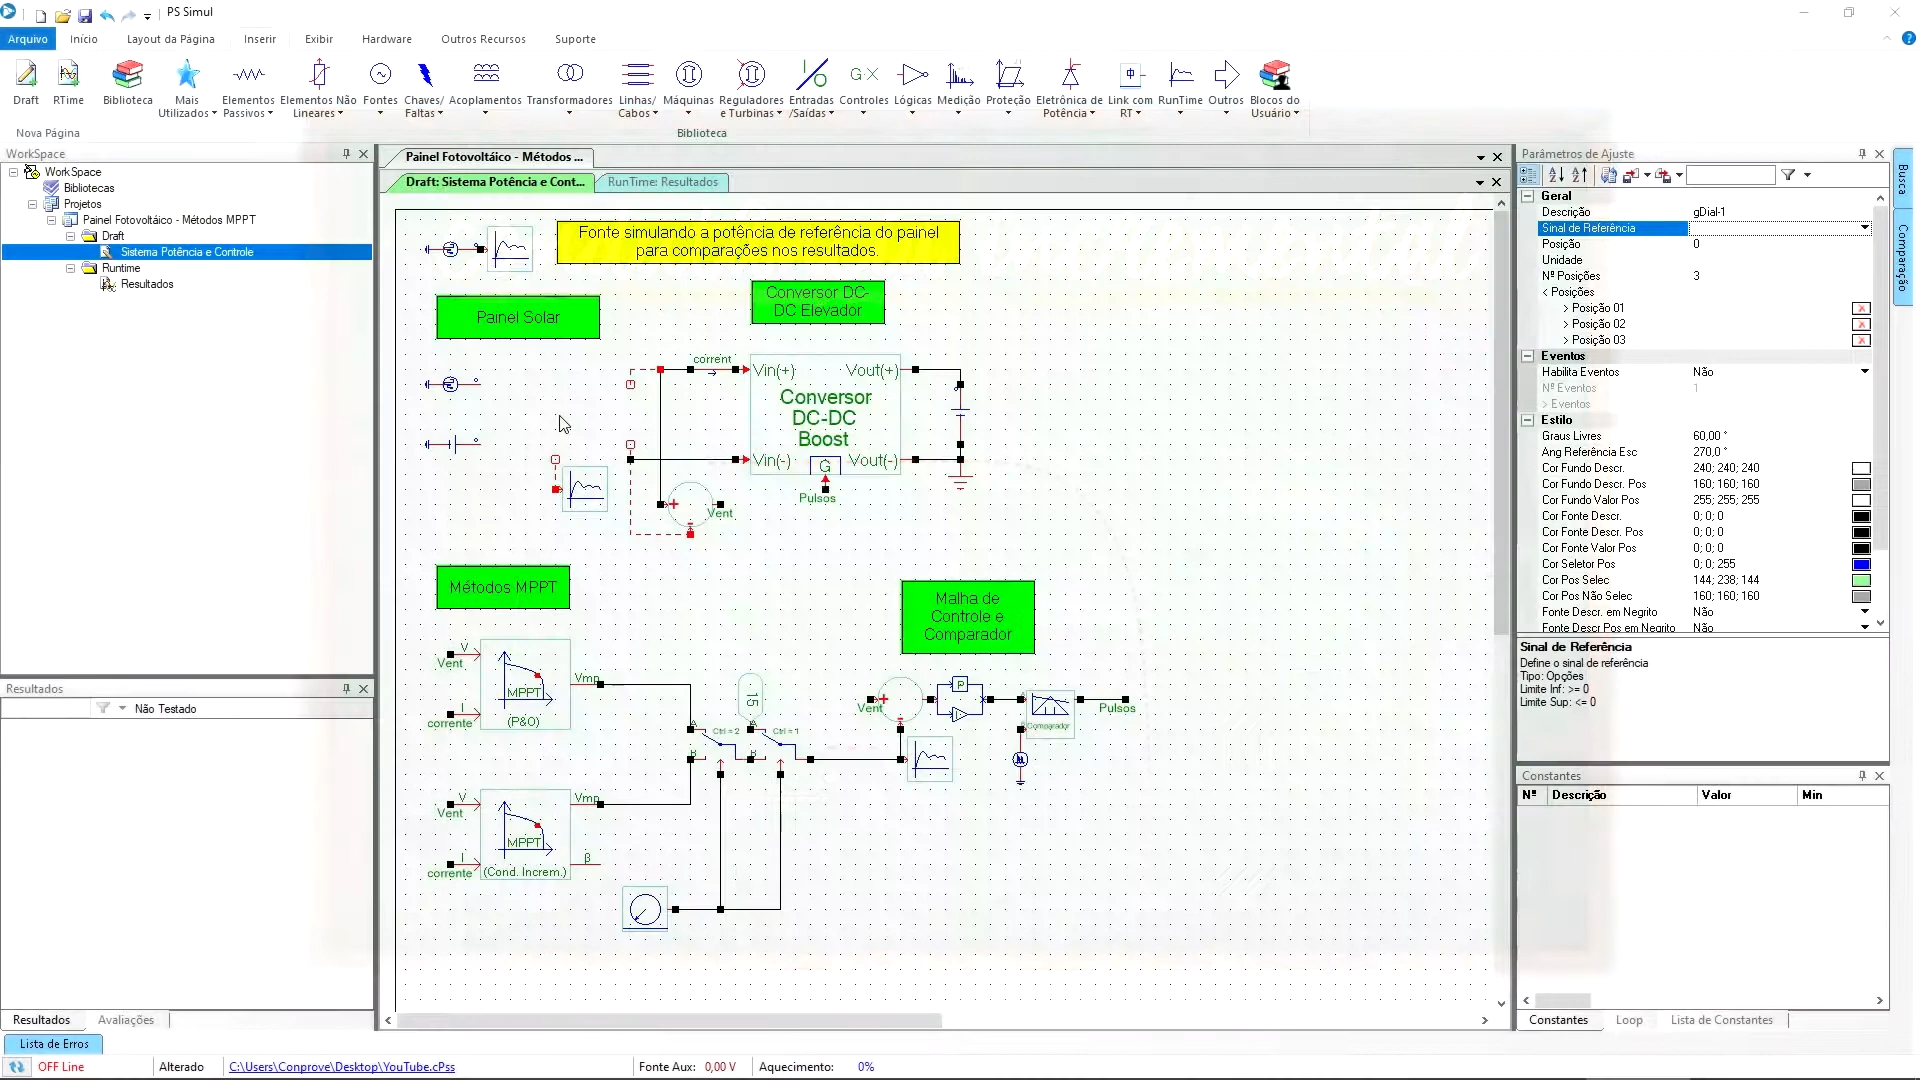 PS Simul
Arquivo Início Layout da Página Inserir Exibir Hardware Outros Recursos Suporte
Draft RTime Biblioteca Mais Utilizados Elementos Passivos Elementos Não Lineares Fontes Chaves/ Faltas Acoplamentos Transformadores Linhas/ Cabos Máquinas Reguladores e Turbinas Entradas /Saídas Controles Lógicas Medição Proteção Eletrônica de Potência Link com RT RunTime Outros Blocos do Usuário
G:X
Nova Página Biblioteca
WorkSpace
WorkSpace
Bibliotecas
Projetos
Painel Fotovoltáico - Métodos MPPT
Draft
Sistema Potência e Controle
Runtime
Resultados
Resultados
Não Testado
Resultados Avaliações
Painel Fotovoltáico - Métodos ...
Draft: Sistema Potência e Cont... RunTime: Resultados
Fonte simulando a potência de referência do painel
para comparações nos resultados.
Painel Solar
Conversor DC-
DC Elevador
corrent
Vin(+) Vout(+)
Conversor
DC-DC
Boost
Vin(-) G Vout(-)
Pulsos
Vent
Métodos MPPT
Malha de
Controle e
Comparador
V
Vent
MPPT
Vmp
I
corrente
(P&O)
15
A Ctrl = 2 A Ctrl = 1
B B
Vent
P
I
Comparador
Pulsos
V
Vent
MPPT
Vmp
I
corrente
(Cond. Increm.)
β
Parâmetros de Ajuste
Geral
Descrição gDial-1
Sinal de Referência
Posição 0
Unidade
Nº Posições 3
< Posições
> Posição 01
> Posição 02
> Posição 03
Eventos
Habilita Eventos Não
Nº Eventos 1
> Eventos
Estilo
Graus Livres 60,00 °
Ang Referência Esc 270,0 °
Cor Fundo Descr. 240; 240; 240
Cor Fundo Descr. Pos 160; 160; 160
Cor Fundo Valor Pos 255; 255; 255
Cor Fonte Descr. 0; 0; 0
Cor Fonte Descr. Pos 0; 0; 0
Cor Fonte Valor Pos 0; 0; 0
Cor Seletor Pos 0; 0; 255
Cor Pos Selec 144; 238; 144
Cor Pos Não Selec 160; 160; 160
Fonte Descr. em Negrito Não
Fonte Descr Pos em Negrito Não
Sinal de Referência
Define o sinal de referência
Tipo: Opções
Limite Inf: >= 0
Limite Sup: <= 0
Constantes
Nº Descrição Valor Min
Constantes Loop Lista de Constantes
Busca
Comparação
Lista de Erros
OFF Line Alterado C:\Users\Conprove\Desktop\YouTube.cPss Fonte Aux: 0,00 V Aquecimento: 0%